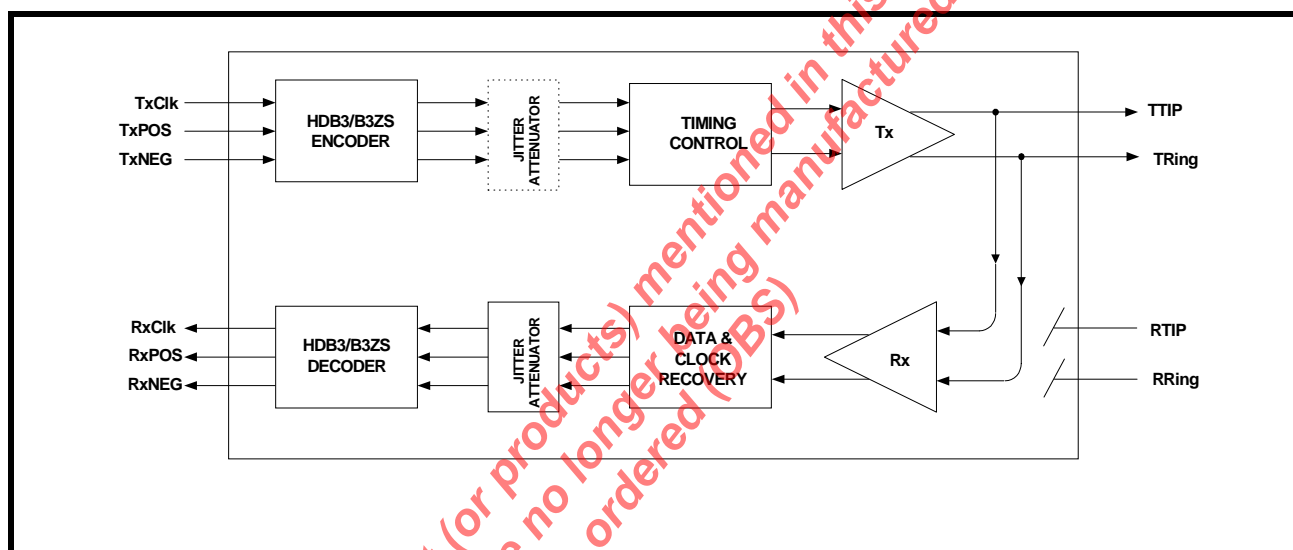 TxClk
TxPOS
TxNEG
HDB3/B3ZS
ENCODER
JITTER
ATTENUATOR
TIMING
CONTROL
Tx
TTIP
TRing
RxClk
RxPOS
RxNEG
HDB3/B3ZS
DECODER
JITTER
ATTENUATOR
DATA &
CLOCK
RECOVERY
Rx
RTIP
RRing
(or products) mentioned in this
no longer being manufactured
ordered (OBS)